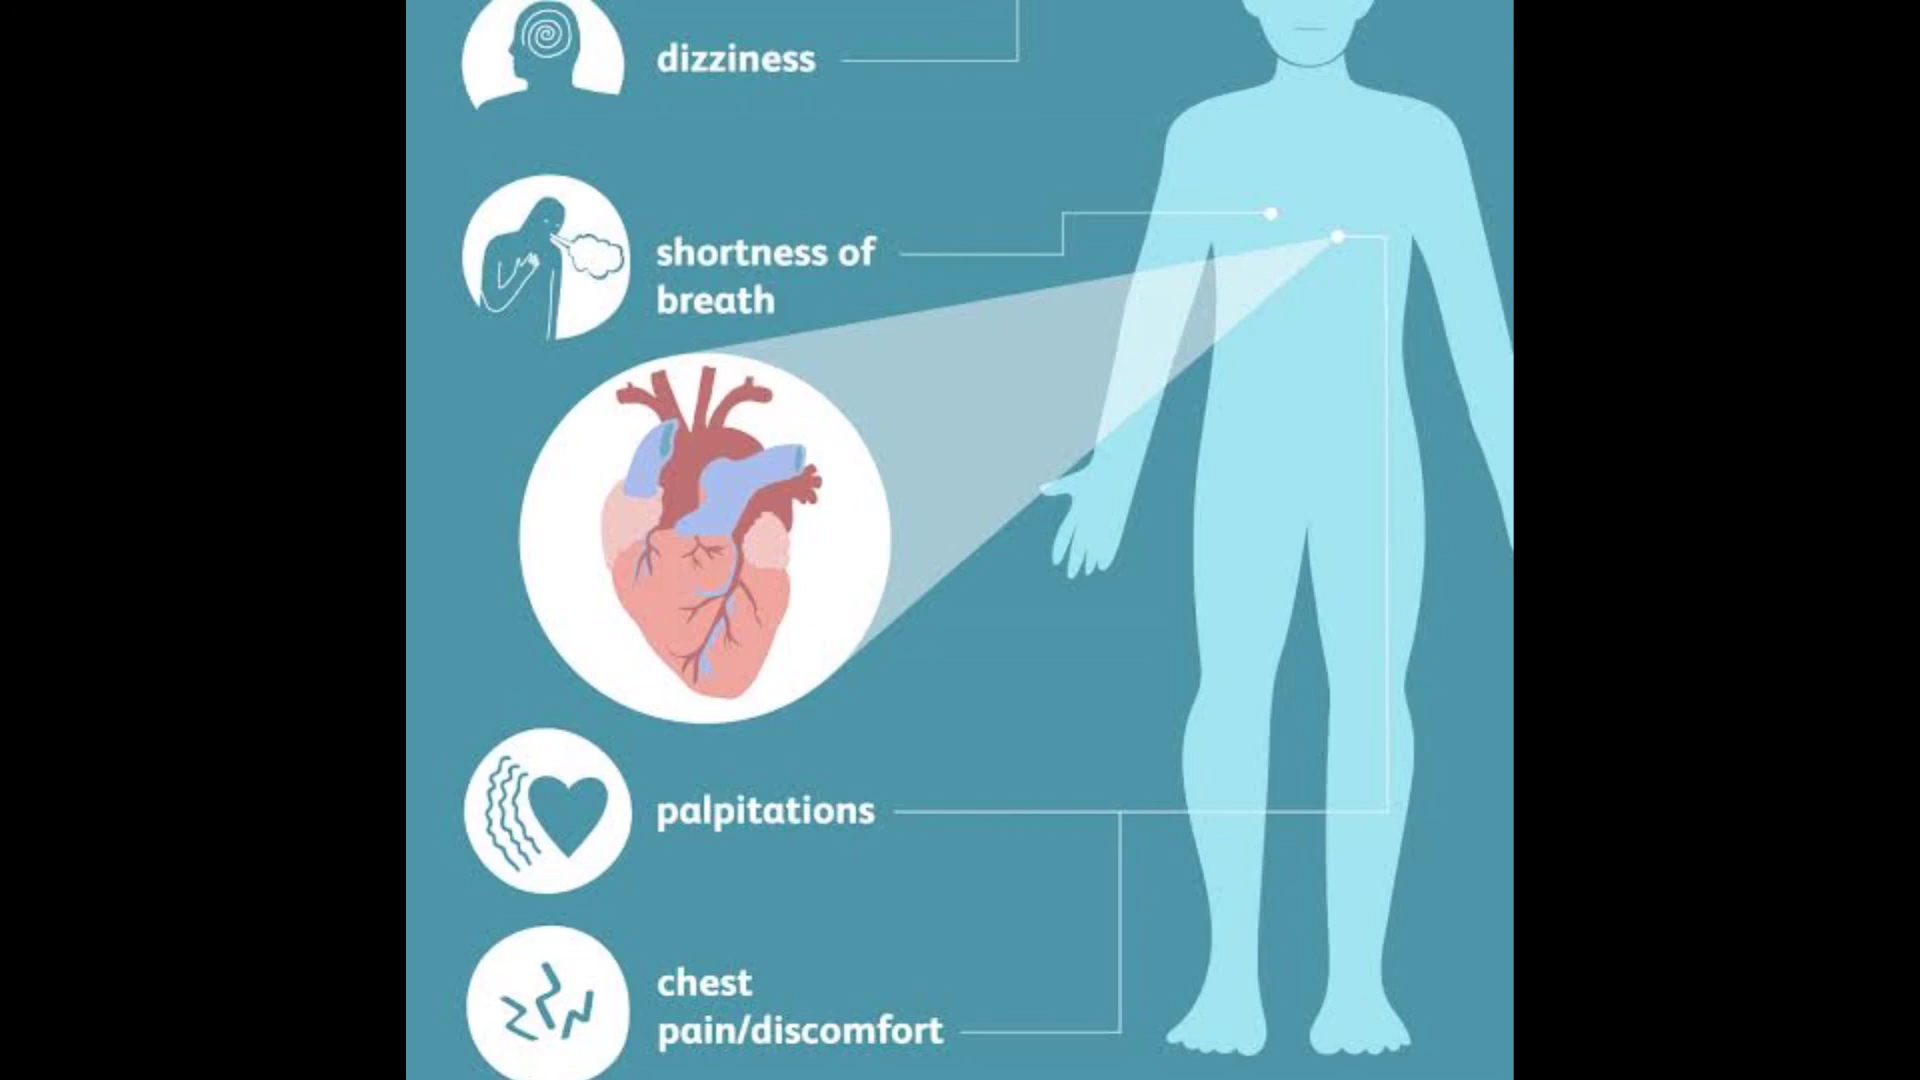 dizziness
shortness of
breath
palpitations
chest
pain/discomfort